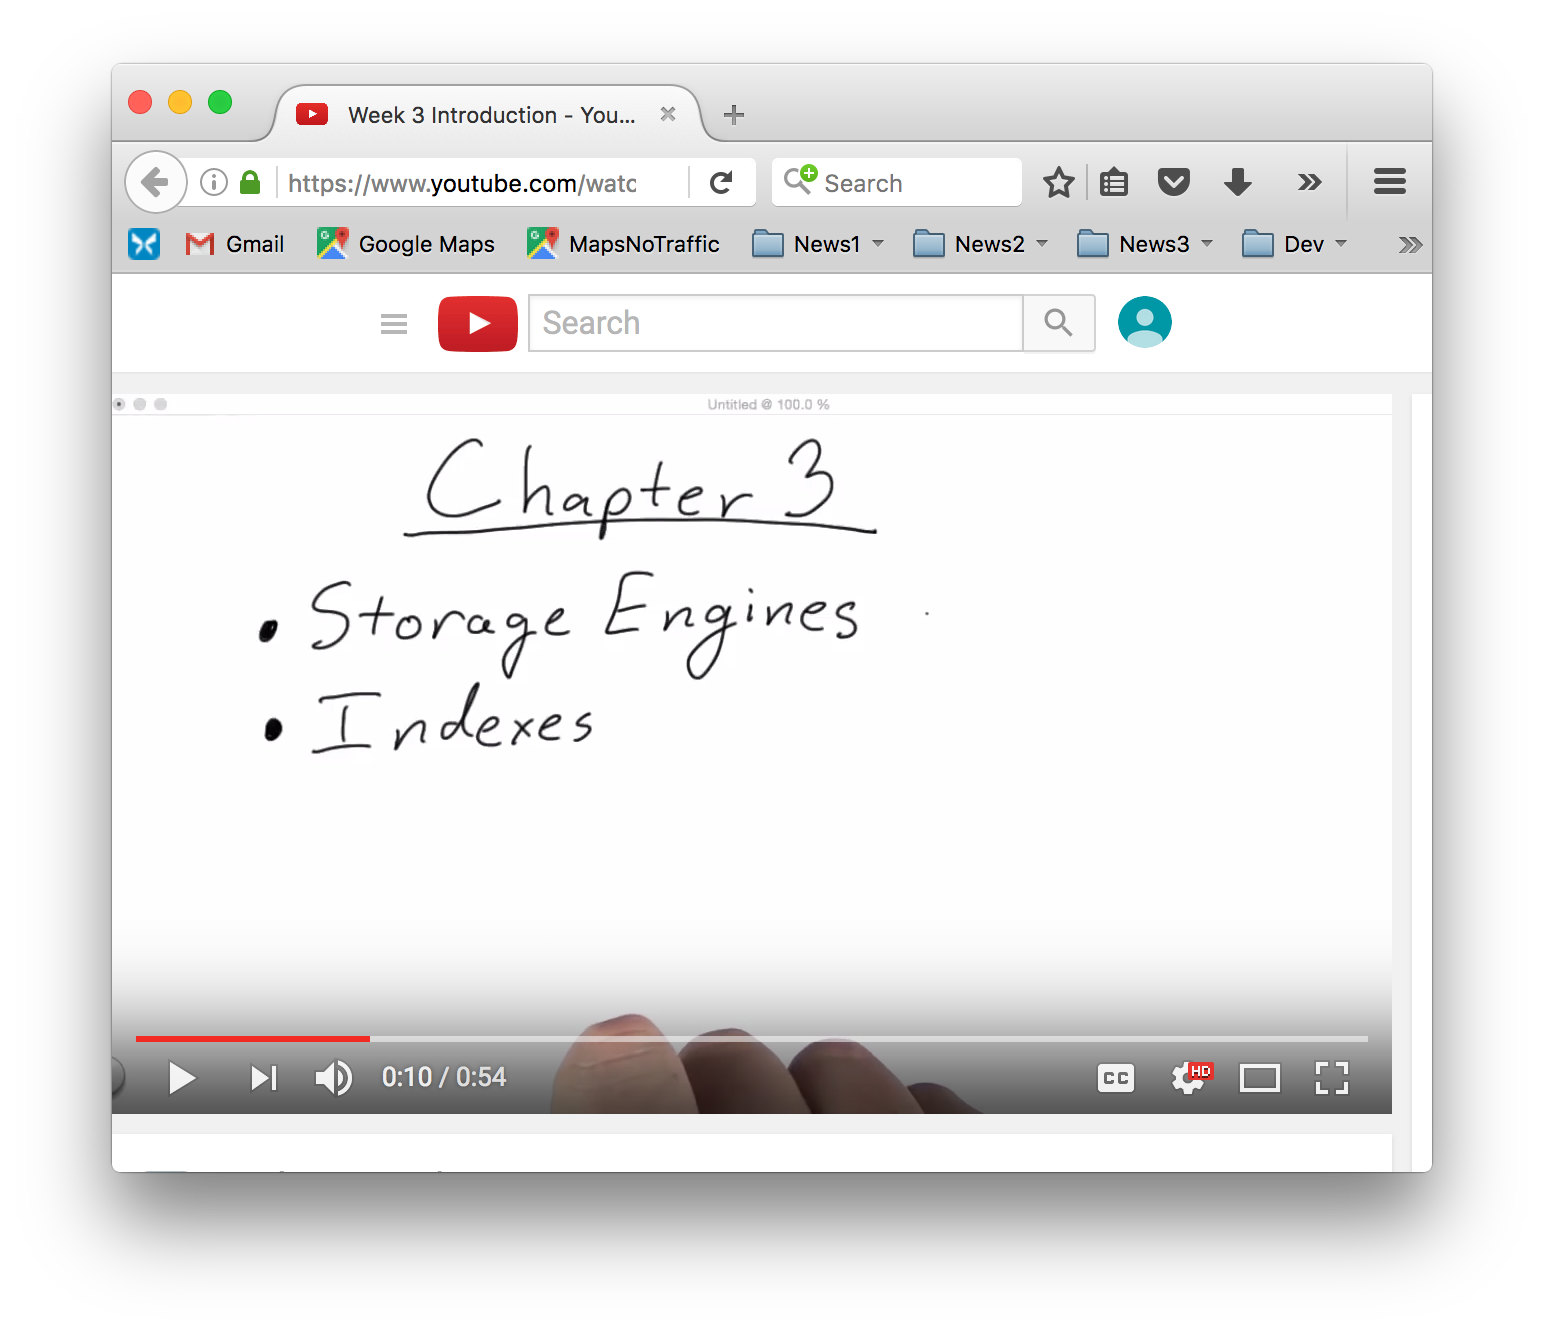 Week 3 Introduction - You...
https://www.youtube.com/watc
Search
Gmail
Google Maps
MapsNoTraffic
News1
News2
News3
Dev
Search
Untitled @ 100.0 %
Chapter 3
• Storage Engines
• Indexes
0:10 / 0:54
CC
HD